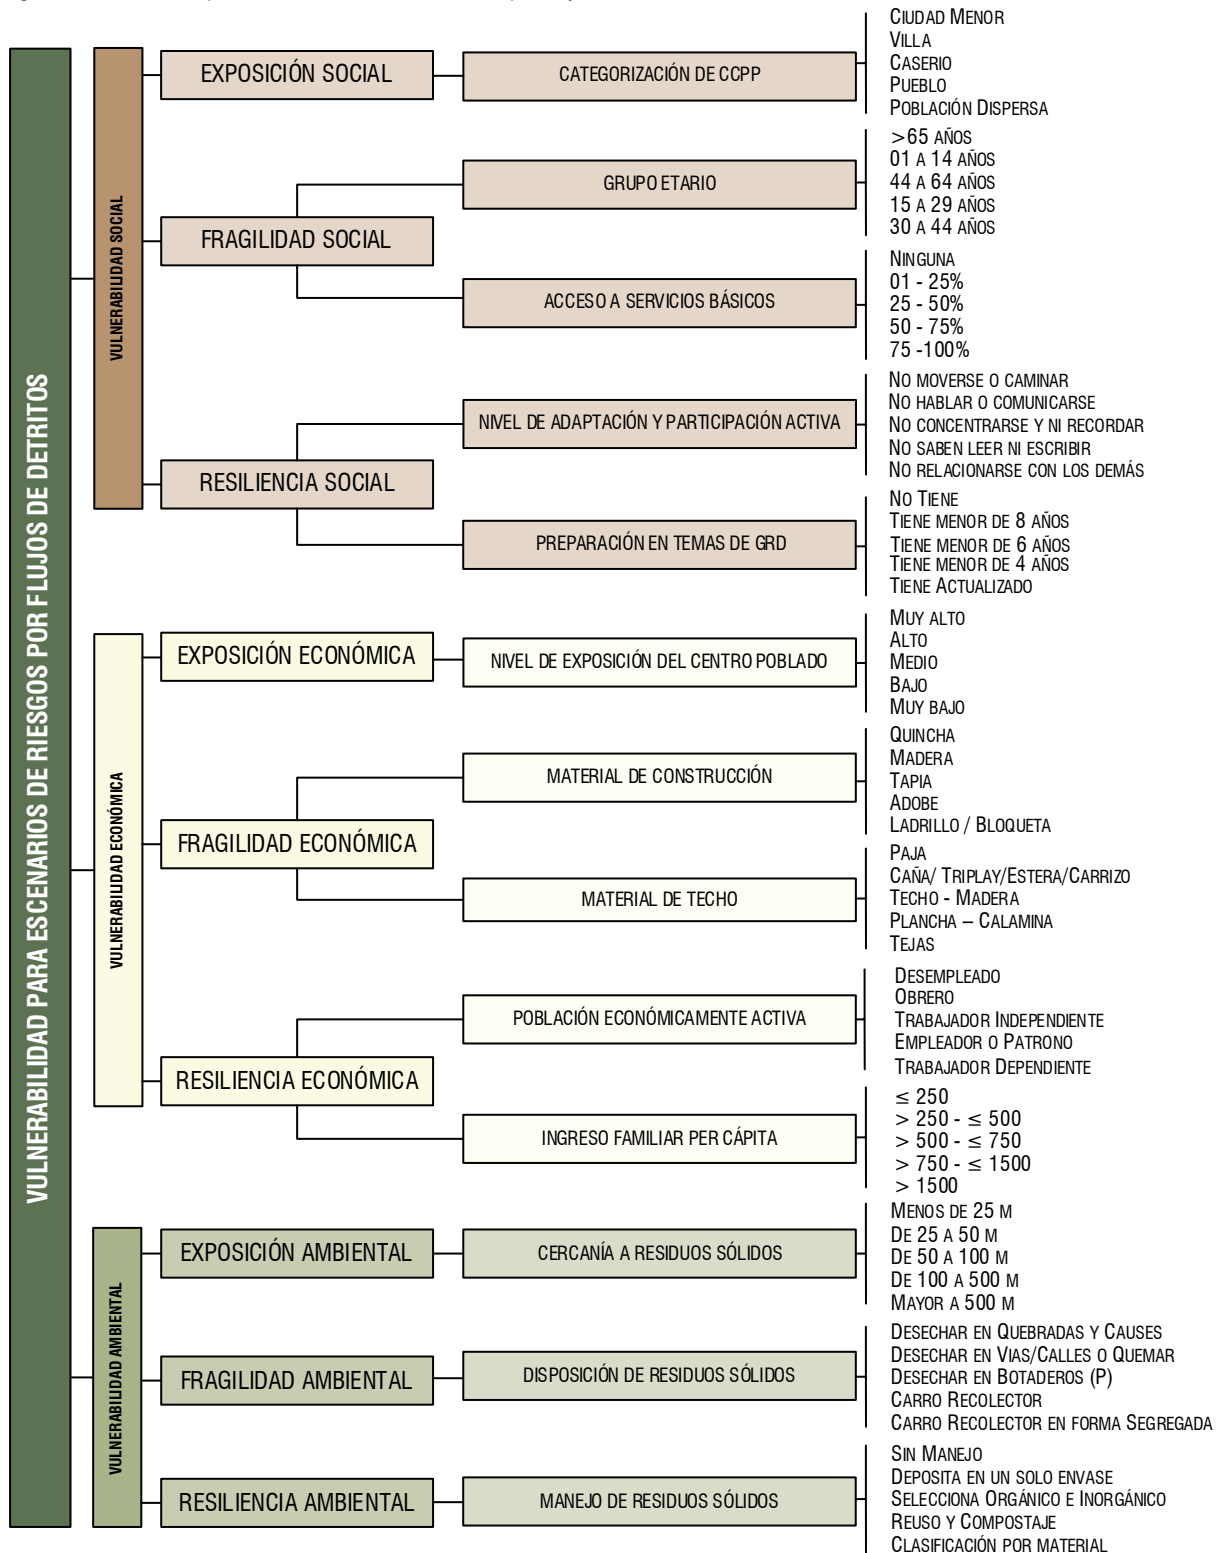 VULNERABILIDAD PARA ESCENARIOS DE RIESGOS POR FLUJOS DE DETRITOS
VULNERABILIDAD SOCIAL
EXPOSICIÓN SOCIAL
CATEGORIZACIÓN DE CCPP
CIUDAD MENOR
VILLA
CASERIO
PUEBLO
POBLACIÓN DISPERSA
FRAGILIDAD SOCIAL
GRUPO ETARIO
>65 AÑOS
01 A 14 AÑOS
44 A 64 AÑOS
15 A 29 AÑOS
30 A 44 AÑOS
ACCESO A SERVICIOS BÁSICOS
NINGUNA
01 - 25%
25 - 50%
50 - 75%
75 -100%
RESILIENCIA SOCIAL
NIVEL DE ADAPTACIÓN Y PARTICIPACIÓN ACTIVA
NO MOVERSE O CAMINAR
NO HABLAR O COMUNICARSE
NO CONCENTRARSE Y NI RECORDAR
NO SABEN LEER NI ESCRIBIR
NO RELACIONARSE CON LOS DEMÁS
PREPARACIÓN EN TEMAS DE GRD
NO TIENE
TIENE MENOR DE 8 AÑOS
TIENE MENOR DE 6 AÑOS
TIENE MENOR DE 4 AÑOS
TIENE ACTUALIZADO
VULNERABILIDAD ECONÓMICA
EXPOSICIÓN ECONÓMICA
NIVEL DE EXPOSICIÓN DEL CENTRO POBLADO
MUY ALTO
ALTO
MEDIO
BAJO
MUY BAJO
FRAGILIDAD ECONÓMICA
MATERIAL DE CONSTRUCCIÓN
QUINCHA
MADERA
TAPIA
ADOBE
LADRILLO / BLOQUETA
MATERIAL DE TECHO
PAJA
CAÑA/ TRIPLAY/ESTERA/CARRIZO
TECHO - MADERA
PLANCHA – CALAMINA
TEJAS
RESILIENCIA ECONÓMICA
POBLACIÓN ECONÓMICAMENTE ACTIVA
DESEMPLEADO
OBRERO
TRABAJADOR INDEPENDIENTE
EMPLEADOR O PATRONO
TRABAJADOR DEPENDIENTE
INGRESO FAMILIAR PER CÁPITA
≤ 250
> 250 - ≤ 500
> 500 - ≤ 750
> 750 - ≤ 1500
> 1500
VULNERABILIDAD AMBIENTAL
EXPOSICIÓN AMBIENTAL
CERCANÍA A RESIDUOS SÓLIDOS
MENOS DE 25 M
DE 25 A 50 M
DE 50 A 100 M
DE 100 A 500 M
MAYOR A 500 M
FRAGILIDAD AMBIENTAL
DISPOSICIÓN DE RESIDUOS SÓLIDOS
DESECHAR EN QUEBRADAS Y CAUSES
DESECHAR EN VIAS/CALLES O QUEMAR
DESECHAR EN BOTADEROS (P)
CARRO RECOLECTOR
CARRO RECOLECTOR EN FORMA SEGREGADA
RESILIENCIA AMBIENTAL
MANEJO DE RESIDUOS SÓLIDOS
SIN MANEJO
DEPOSITA EN UN SOLO ENVASE
SELECCIONA ORGÁNICO E INORGÁNICO
REUSO Y COMPOSTAJE
CLASIFICACIÓN POR MATERIAL